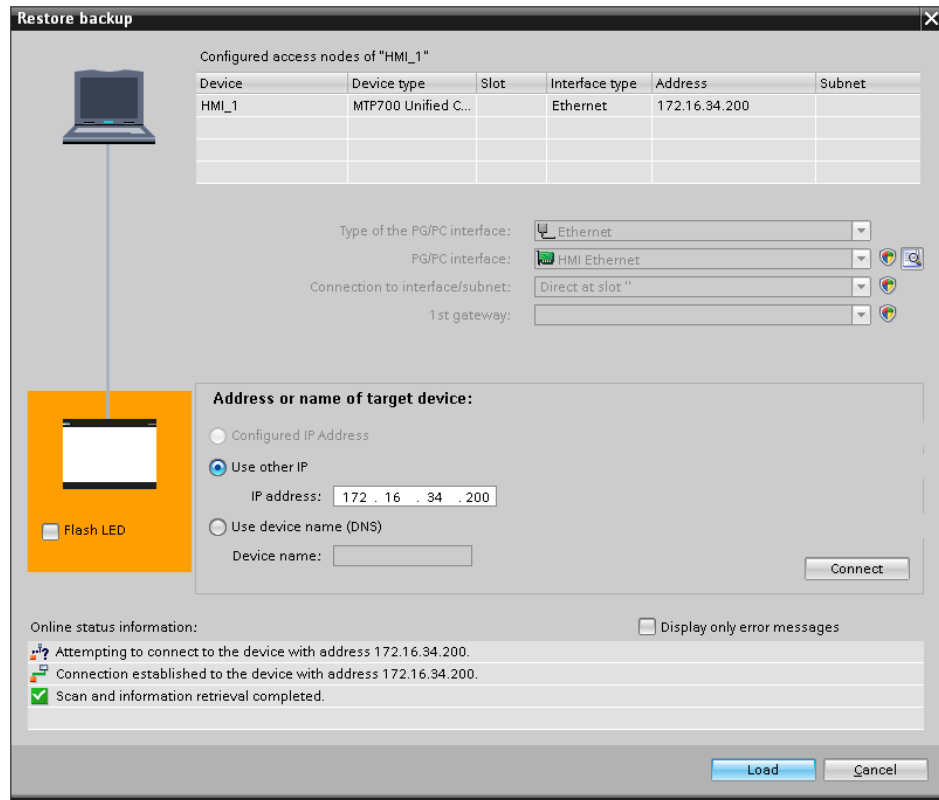 Restore backup
Configured access nodes of "HMI_1"
Device Device type Slot Interface type Address Subnet
HMI_1 MTP700 Unified C... Ethernet 172.16.34.200
Type of the PG/PC interface: Ethernet
PG/PC interface: HMI Ethernet
Connection to interface/subnet: Direct at slot ''
1st gateway:
Address or name of target device:
Configured IP Address
Use other IP
IP address: 172 . 16 . 34 . 200
Flash LED
Use device name (DNS)
Device name:
Connect
Online status information: Display only error messages
Attempting to connect to the device with address 172.16.34.200.
Connection established to the device with address 172.16.34.200.
Scan and information retrieval completed.
Load Cancel